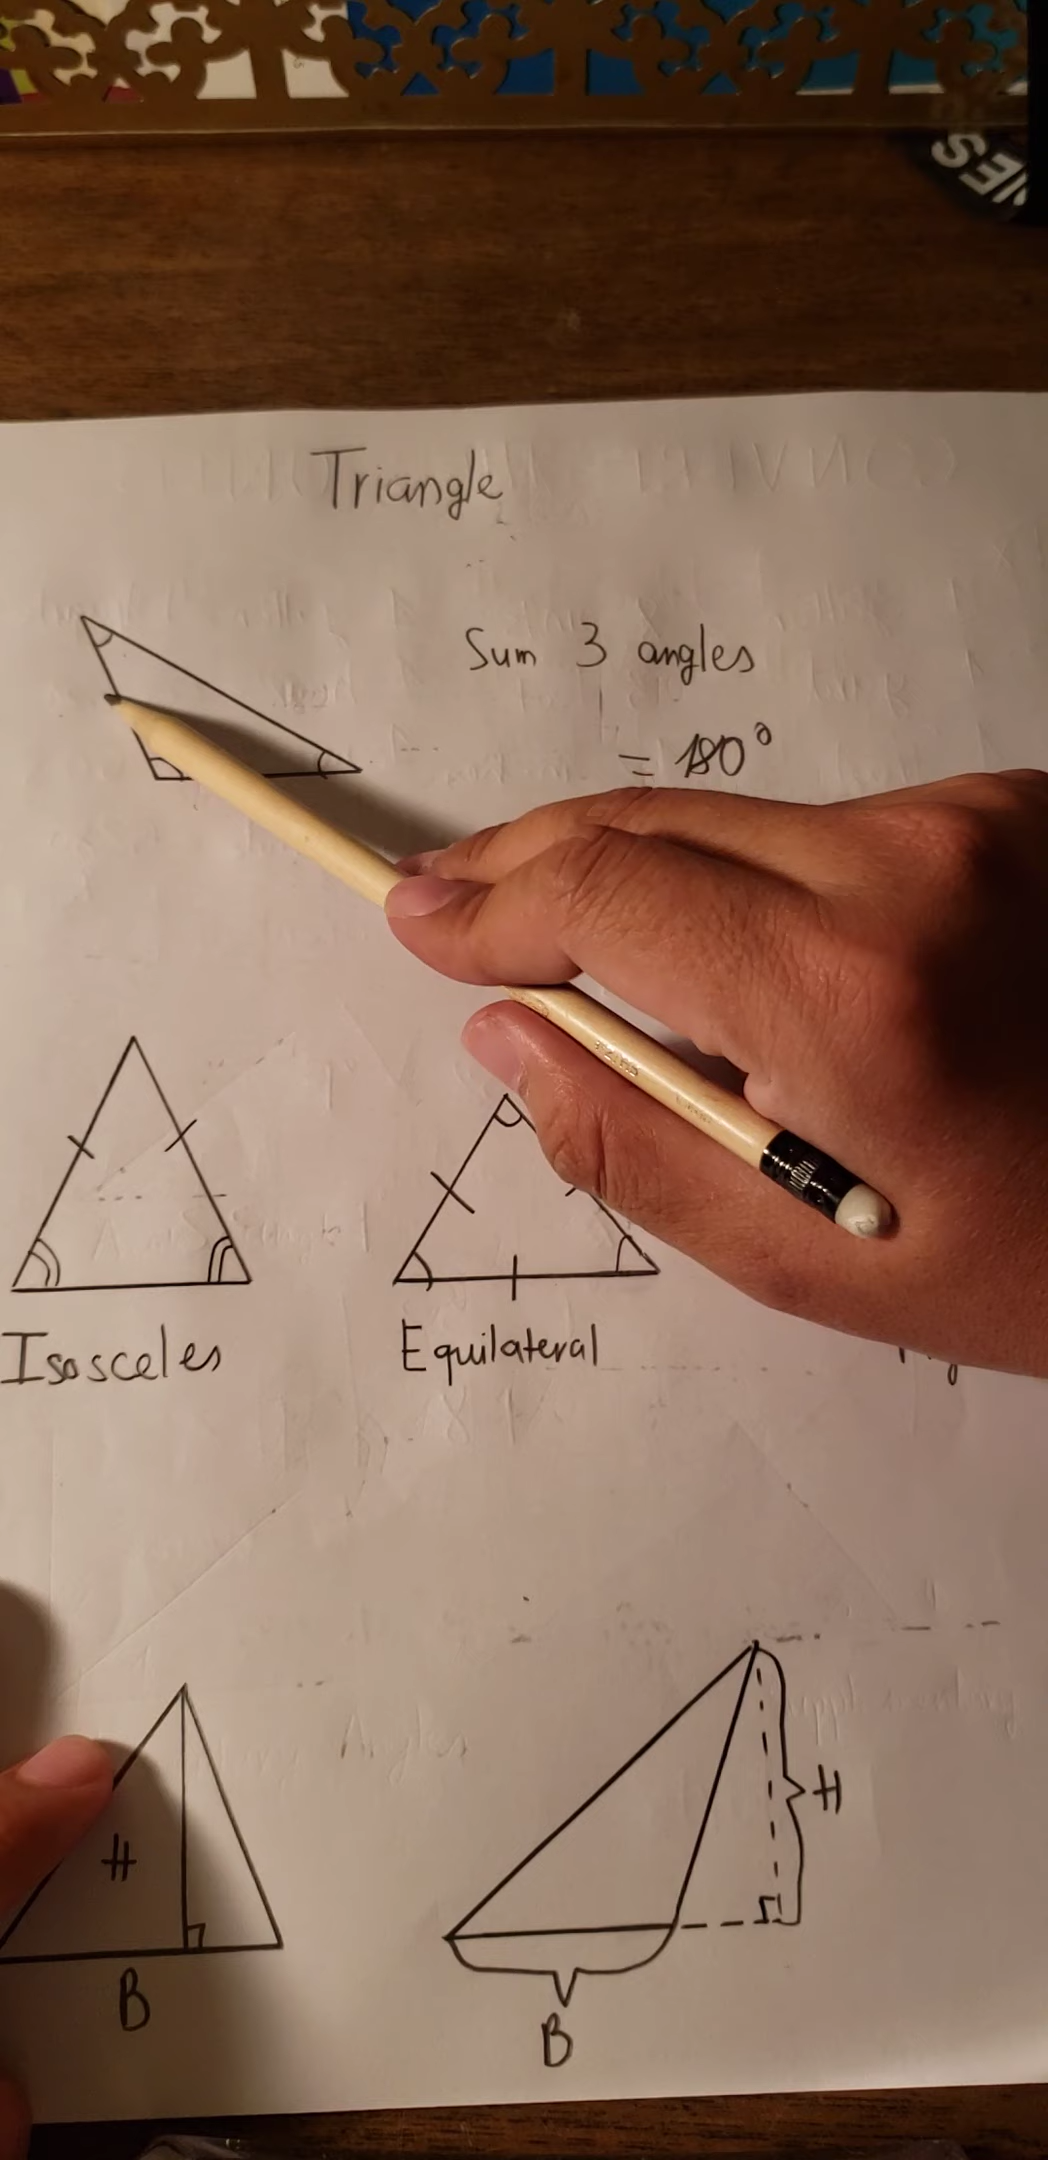 Triangle
Sum 3 angles
= 180°
Isosceles
Equilateral
H
B
H
B